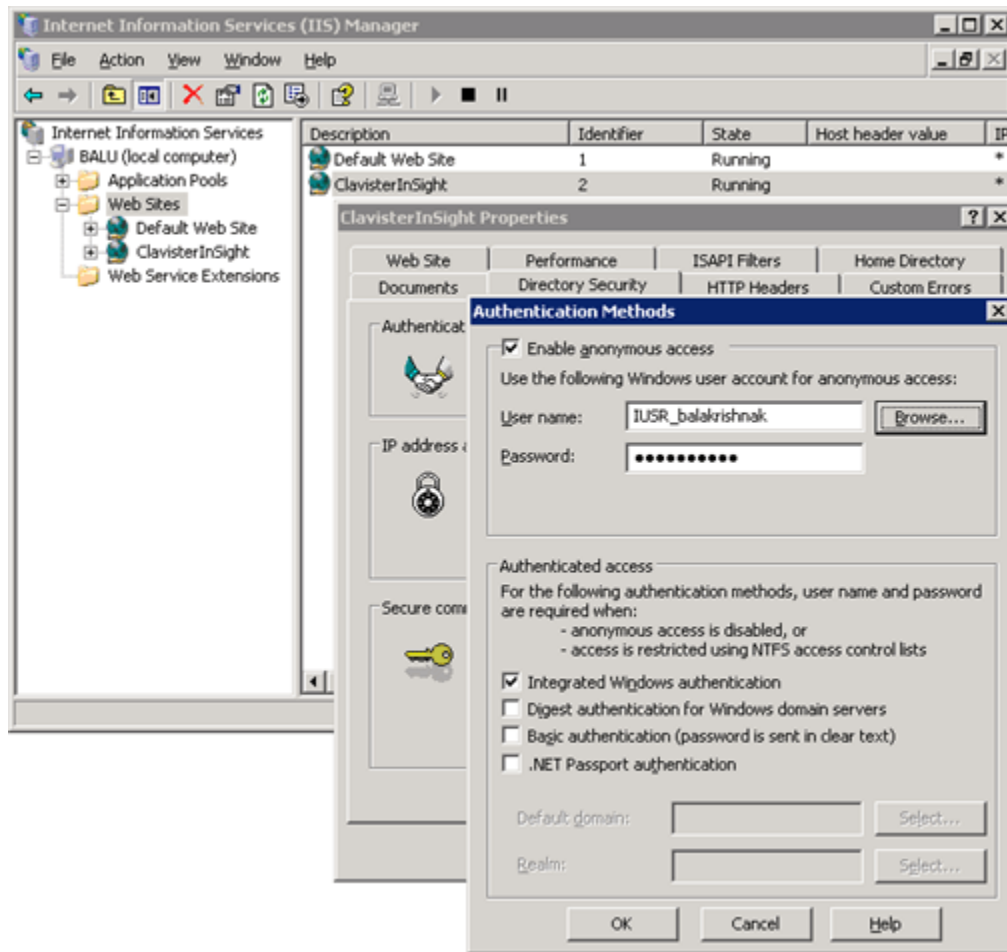 Internet Information Services (IIS) Manager
File Action View Window Help
Internet Information Services
BALU (local computer)
Application Pools
Web Sites
Default Web Site
ClavisterInSight
Web Service Extensions
Description Identifier State Host header value IP
Default Web Site 1 Running *
ClavisterInSight 2 Running *
ClavisterInSight Properties
Web Site Performance ISAPI Filters Home Directory
Documents Directory Security HTTP Headers Custom Errors
Authenticat
IP address a
Secure com
Authentication Methods
Enable anonymous access
Use the following Windows user account for anonymous access:
User name: IUSR_balakrishnak Browse...
Password: ••••••••••
Authenticated access
For the following authentication methods, user name and password
are required when:
- anonymous access is disabled, or
- access is restricted using NTFS access control lists
Integrated Windows authentication
Digest authentication for Windows domain servers
Basic authentication (password is sent in clear text)
.NET Passport authentication
Default domain: Select...
Realm: Select...
OK Cancel Help